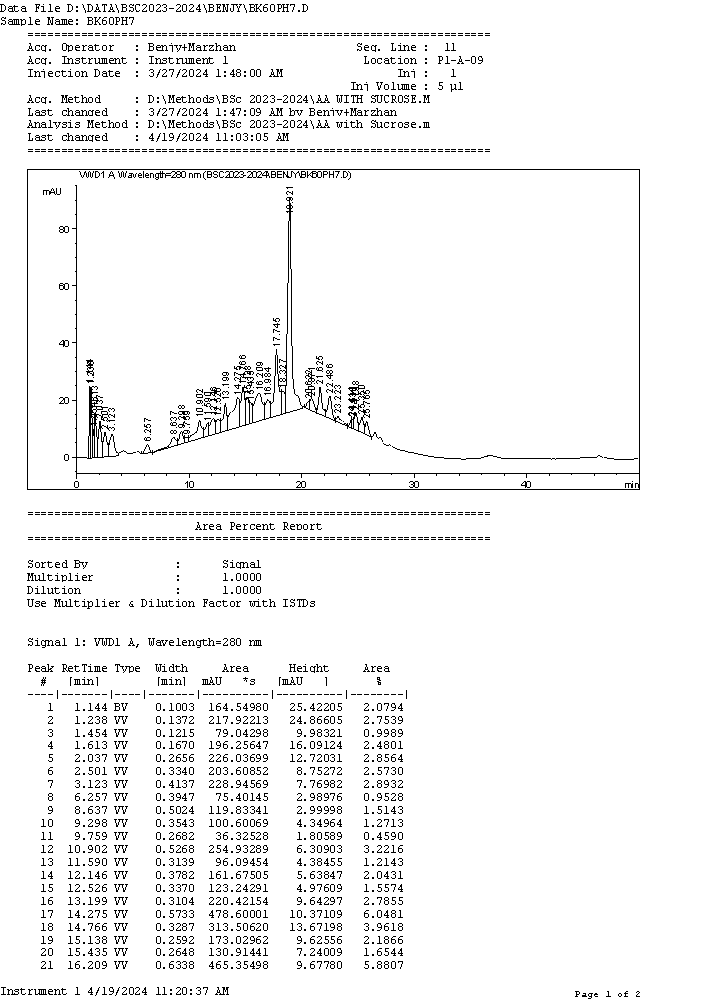 Data File D:\DATA\BSC2023-2024\BENJY\BK60PH7.D
Sample Name: BK60PH7
=====================================================================
Acq. Operator : Benjy+Marzhan Seq. Line : 11
Acq. Instrument : Instrument 1 Location : P1-A-09
Injection Date : 3/27/2024 1:48:00 AM Inj : 1
Inj Volume : 5 µl
Acq. Method : D:\Methods\BSc 2023-2024\AA WITH SUCROSE.M
Last changed : 3/27/2024 1:47:09 AM by Benjy+Marzhan
Analysis Method : D:\Methods\BSc 2023-2024\AA with Sucrose.m
Last changed : 4/19/2024 11:03:05 AM
=====================================================================
VWD1 A, Wavelength=280 nm (BSC2023-2024\BENJY\BK60PH7.D)
mAU
80
60
40
20
0
3.123
6.257
8.637
10.902
13.199
14.275
16.209
16.984
17.745
18.327
18.921
21.625
22.486
23.223
0 10 20 30 40 min
=====================================================================
Area Percent Report
=====================================================================
Sorted By : Signal
Multiplier : 1.0000
Dilution : 1.0000
Use Multiplier & Dilution Factor with ISTDs
Signal 1: VWD1 A, Wavelength=280 nm
Peak RetTime Type Width Area Height Area
# [min] [min] mAU *s [mAU ] %
----|-------|----|-------|----------|----------|--------|
1 1.144 BV 0.1003 164.54980 25.42205 2.0794
2 1.238 VV 0.1372 217.92213 24.86605 2.7539
3 1.454 VV 0.1215 79.04298 9.98321 0.9989
4 1.613 VV 0.1670 196.25647 16.09124 2.4801
5 2.037 VV 0.2656 226.03699 12.72031 2.8564
6 2.501 VV 0.3340 203.60852 8.75272 2.5730
7 3.123 VV 0.4137 228.94569 7.76982 2.8932
8 6.257 VV 0.3947 75.40145 2.98976 0.9528
9 8.637 VV 0.5024 119.83341 2.99998 1.5143
10 9.298 VV 0.3543 100.60069 4.34964 1.2713
11 9.759 VV 0.2682 36.32528 1.80589 0.4590
12 10.902 VV 0.5268 254.93289 6.30903 3.2216
13 11.590 VV 0.3139 96.09454 4.38455 1.2143
14 12.146 VV 0.3782 161.67505 5.63847 2.0431
15 12.526 VV 0.3370 123.24291 4.97609 1.5574
16 13.199 VV 0.3104 220.42154 9.64297 2.7855
17 14.275 VV 0.5733 478.60001 10.37109 6.0481
18 14.766 VV 0.3287 313.50620 13.67198 3.9618
19 15.138 VV 0.2592 173.02962 9.62556 2.1866
20 15.435 VV 0.2648 130.91441 7.24009 1.6544
21 16.209 VV 0.6338 465.35498 9.67780 5.8807
Instrument 1 4/19/2024 11:20:37 AM Page 1 of 2